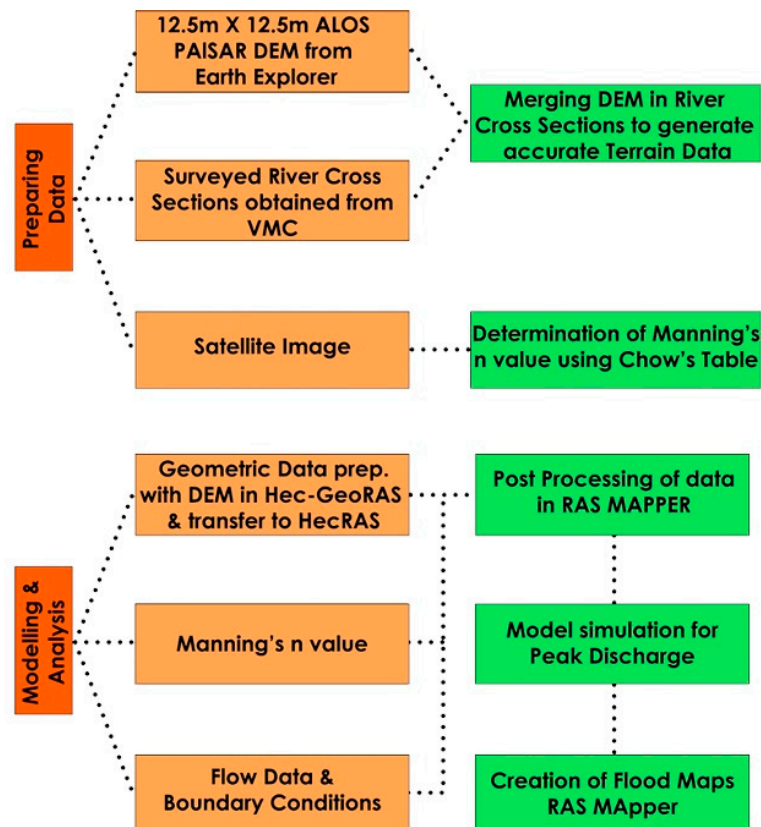 12.5m X 12.5m ALOS
PAlSAR DEM from
Earth Explorer
Merging DEM in River
Cross Sections to generate
accurate Terrain Data
Preparing
Data
Surveyed River Cross
Sections obtained from
VMC
Satellite Image
Determination of Manning's
n value using Chow's Table
Geometric Data prep.
with DEM in Hec-GeoRAS
& transfer to HecRAS
Post Processing of data
in RAS MAPPER
Modelling &
Analysis
Manning's n value
Model simulation for
Peak Discharge
Flow Data &
Boundary Conditions
Creation of Flood Maps
RAS MApper